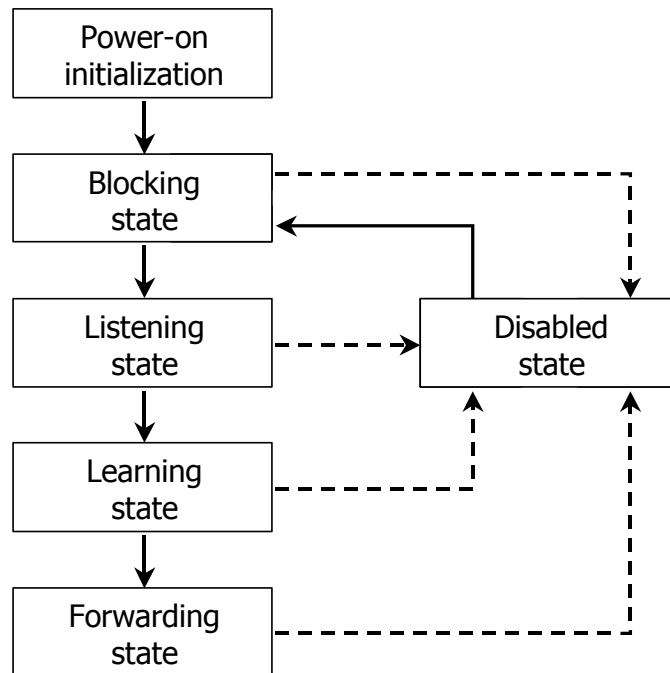 Power-on
initialization
Blocking
state
Listening
state
Disabled
state
Learning
state
Forwarding
state